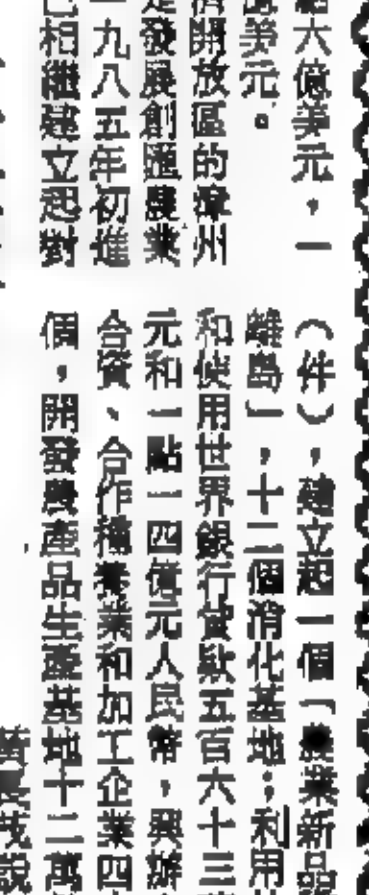 點六億美元，一
億美元。
濟開放區的漳州
是發展創匯農業
一九八五年初進
已相繼建立起對
（件），建立起一個「農業新品
離島」，十二個消化基地；利用
和使用世界銀行貸款五百六十三
元和一點一四億元人民幣，興辦
合資、合作種養業和加工企業四
個，開發農產品生產基地十二萬